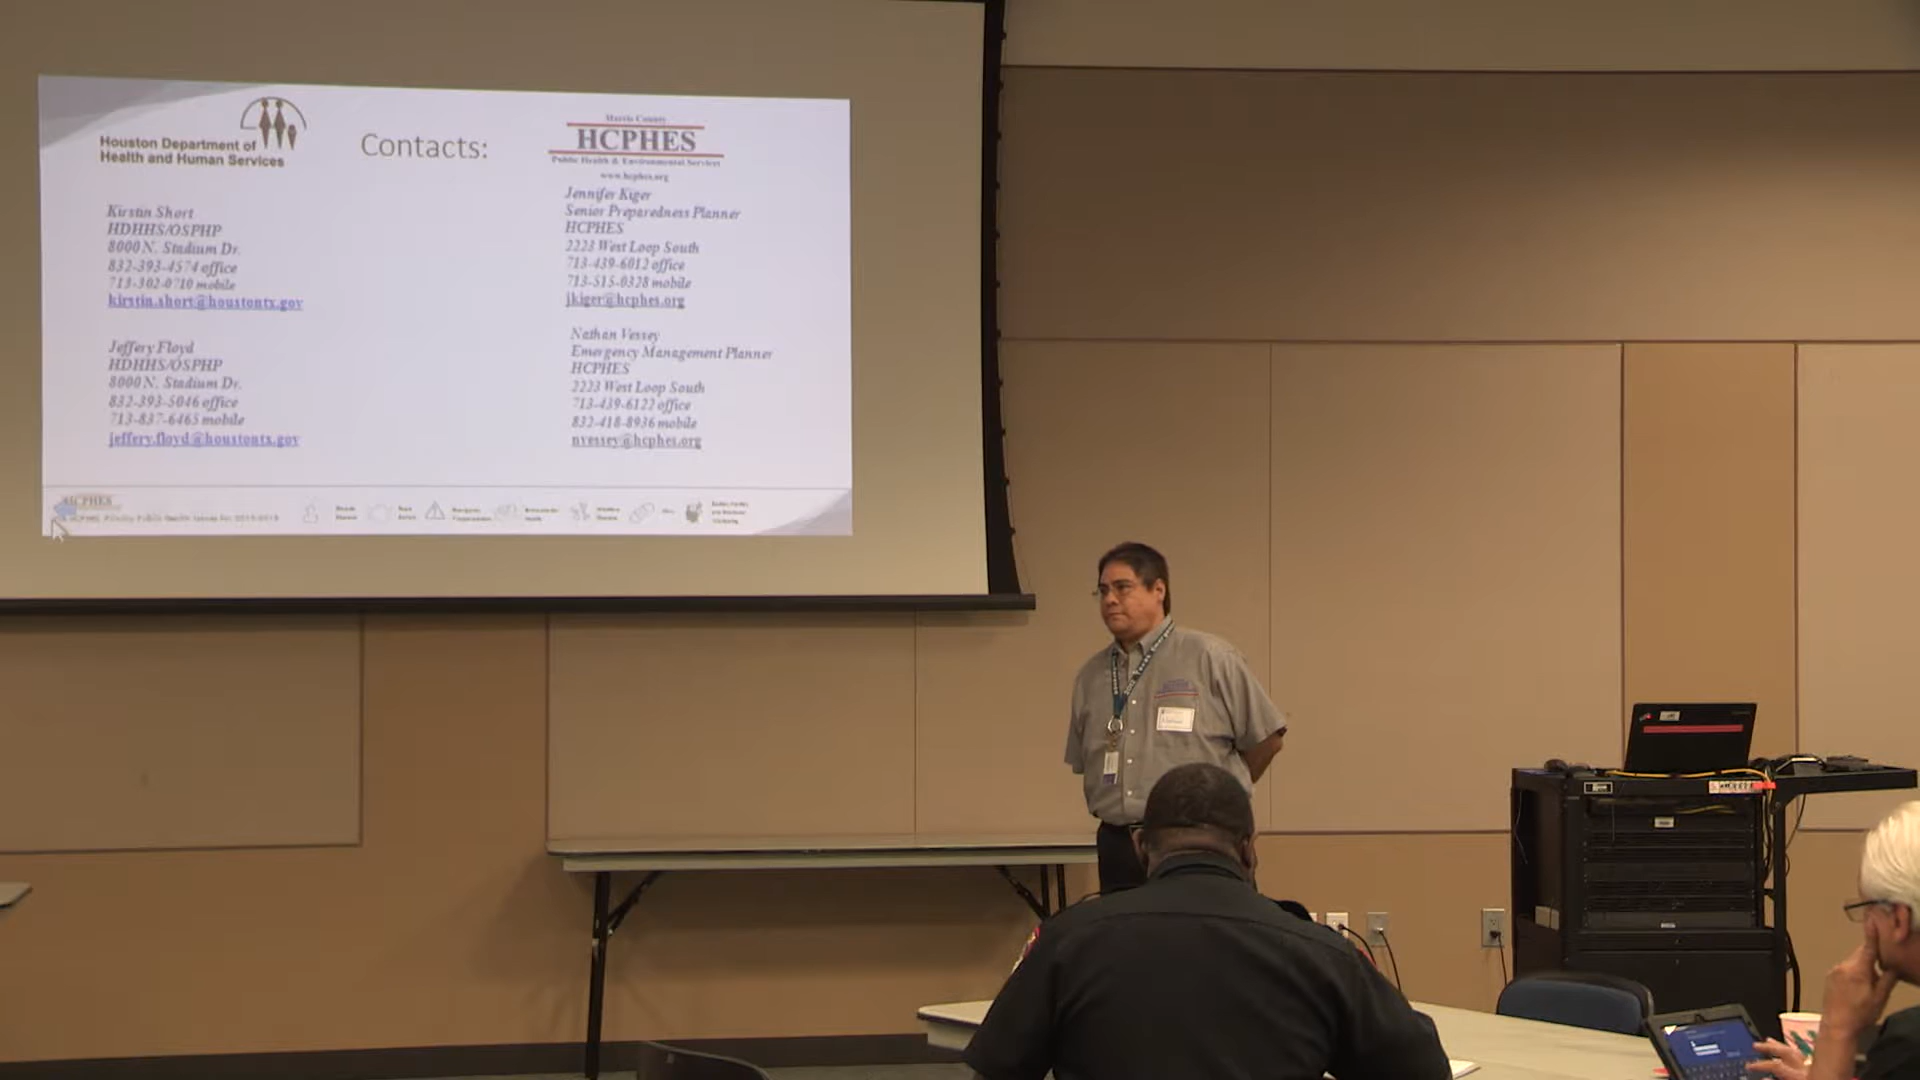 Houston Department of
Health and Human Services
Contacts:
Harris County
HCPHES
Public Health & Environmental Services
www.hcphes.org
Kirstin Short
HDHHS/OSPHP
8000 N. Stadium Dr.
832-393-4574 office
713-302-0710 mobile
kirstin.short@houstontx.gov
Jeffery Floyd
HDHHS/OSPHP
8000 N. Stadium Dr.
832-393-5046 office
713-837-6465 mobile
jeffery.floyd@houstontx.gov
Jennifer Kiger
Senior Preparedness Planner
HCPHES
2223 West Loop South
713-439-6012 office
713-515-0328 mobile
jkiger@hcphes.org
Nathan Vessey
Emergency Management Planner
HCPHES
2223 West Loop South
713-439-6122 office
832-418-8936 mobile
nvessey@hcphes.org
HCPHES